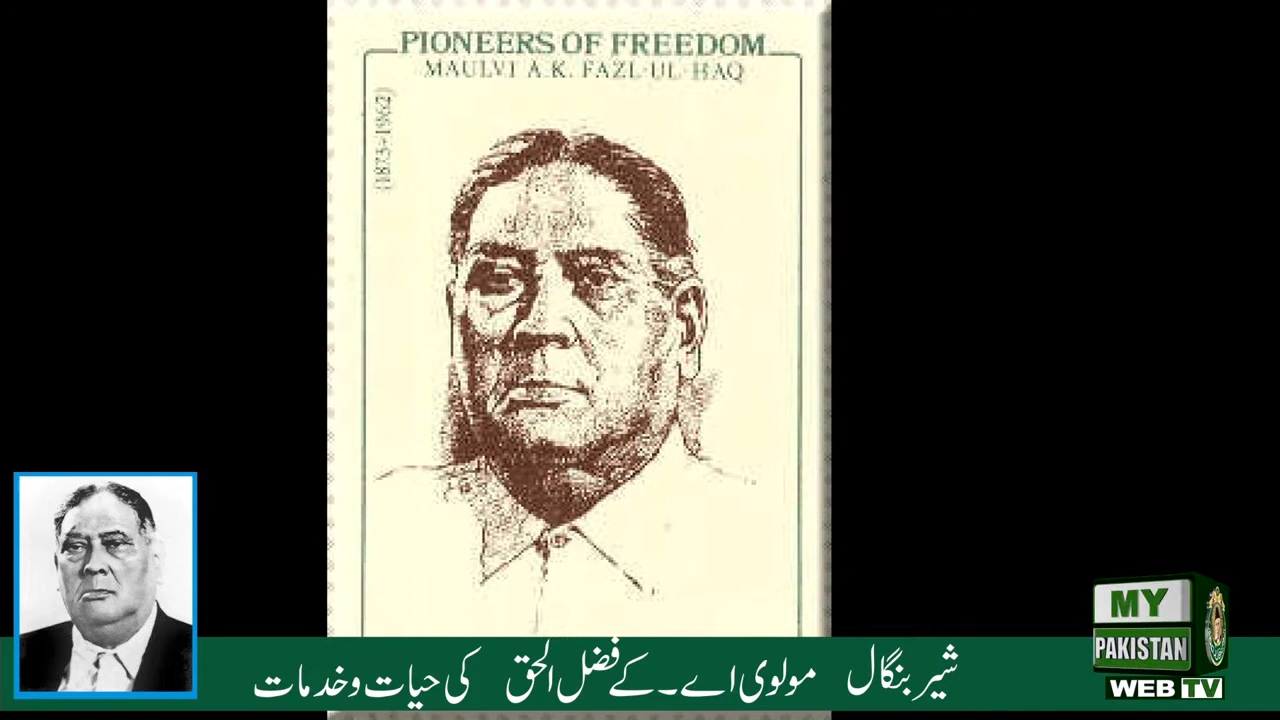 PIONEERS OF FREEDOM
MAULVI A.K. FAZL-UL-HAQ
(1873-1962)
شیر بنگال مولوی اے۔کے فضل الحق کی حیات و خدمات
MY
PAKISTAN
WEB TV